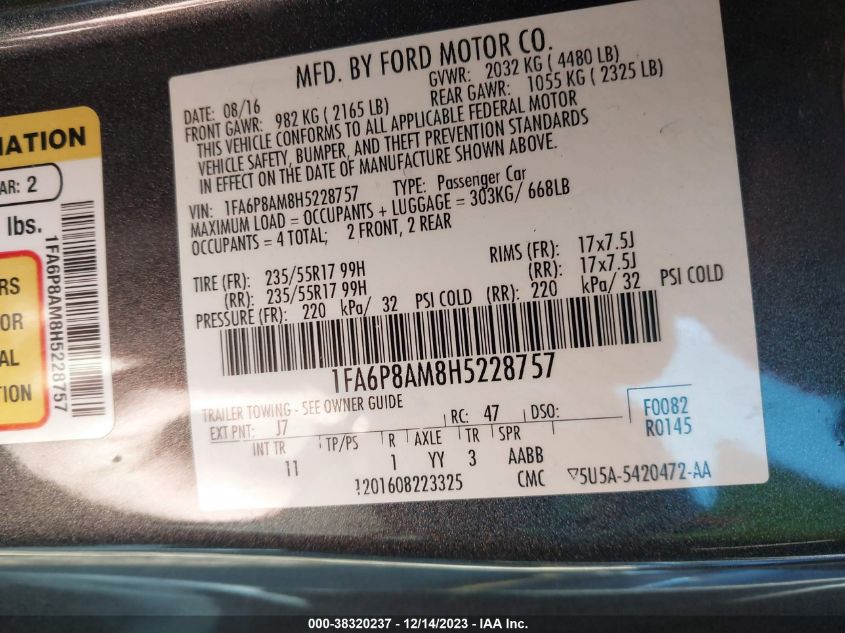 MFD. BY FORD MOTOR CO.
DATE: 08/16 GVWR: 2032 KG ( 4480 LB)
FRONT GAWR: 982 KG ( 2165 LB) REAR GAWR: 1055 KG ( 2325 LB)
THIS VEHICLE CONFORMS TO ALL APPLICABLE FEDERAL MOTOR
VEHICLE SAFETY, BUMPER, AND THEFT PREVENTION STANDARDS
IN EFFECT ON THE DATE OF MANUFACTURE SHOWN ABOVE.
VIN: 1FA6P8AM8H5228757 TYPE: Passenger Car
MAXIMUM LOAD = OCCUPANTS + LUGGAGE = 303KG/ 668LB
OCCUPANTS = 4 TOTAL; 2 FRONT, 2 REAR
TIRE (FR): 235/55R17 99H RIMS (FR): 17x7.5J
(RR): 235/55R17 99H (RR): 17x7.5J
PRESSURE (FR): 220 kPa/ 32 PSI COLD (RR): 220 kPa/ 32 PSI COLD
1FA6P8AM8H5228757
TRAILER TOWING - SEE OWNER GUIDE
EXT PNT: J7 RC: 47 DSO:
INT TR TP/PS R AXLE TR SPR
11 1 YY 3 AABB
F0082
R0145
201608223325 CMC 5U5A-5420472-AA
MATION
AR: 2
lbs.
1FA6P8AM8H5228757
RS
OR
AL
TION
000-38320237 - 12/14/2023 - IAA Inc.